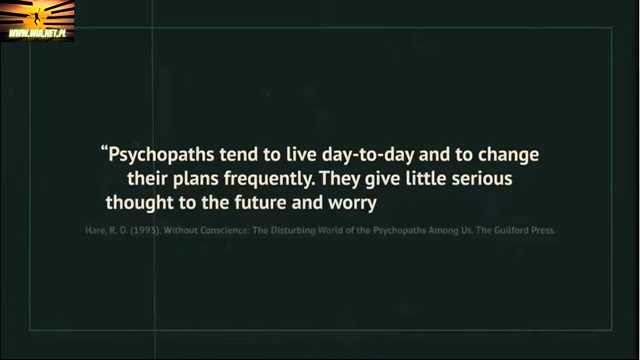 WWW.WIA.NET.PL
“Psychopaths tend to live day-to-day and to change
their plans frequently. They give little serious
thought to the future and worry
Hare, R. D. (1993). Without Conscience: The Disturbing World of the Psychopaths Among Us. The Guilford Press.